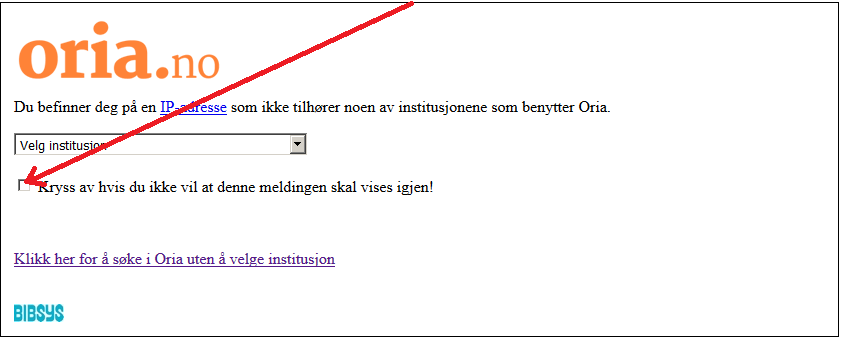 oria.no
Du befinner deg på en IP-adresse som ikke tilhører noen av institusjonene som benytter Oria.
Velg institusjon
Kryss av hvis du ikke vil at denne meldingen skal vises igjen!
Klikk her for å søke i Oria uten å velge institusjon
BIBSYS